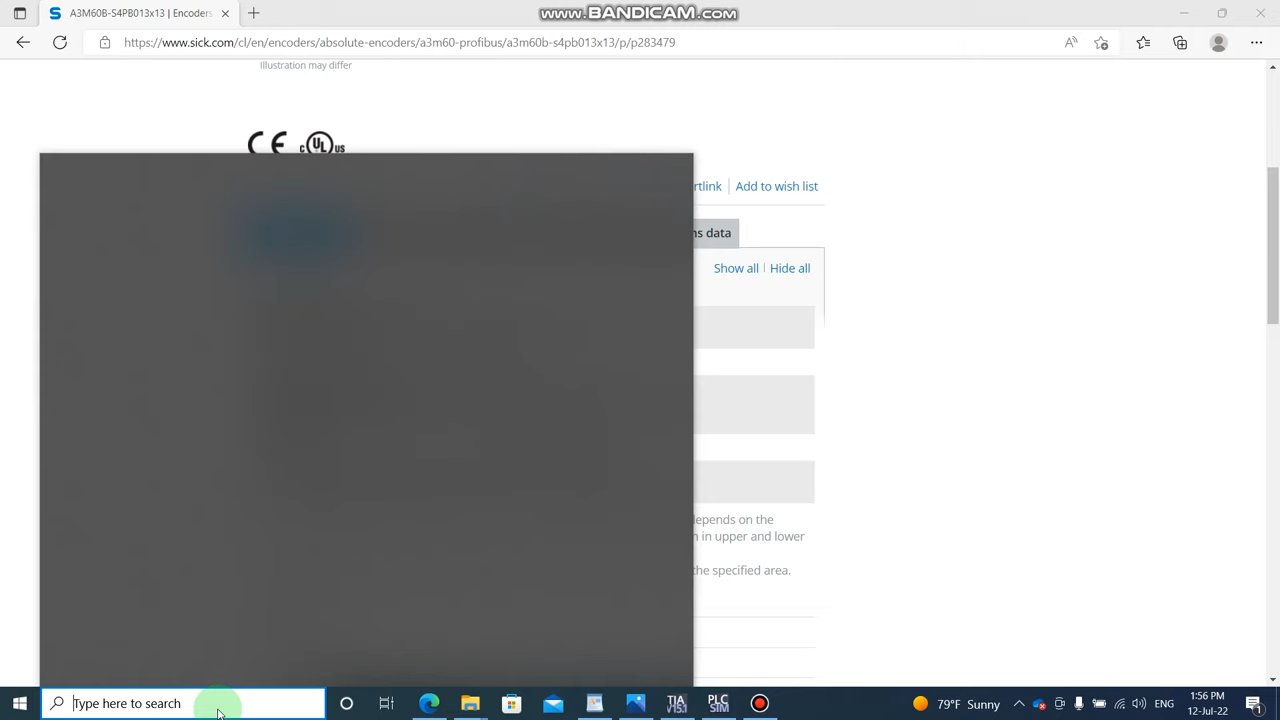 A3M60B-S4PB013x13 | Encoders
www.BANDICAM.com
https://www.sick.com/cl/en/encoders/absolute-encoders/a3m60-profibus/a3m60b-s4pb013x13/p/p283479
Illustration may differ
CE c UL US
Add to wish list
data
Show all | Hide all
depends on the
in upper and lower
the specified area.
Type here to search
TIA V15.1
PLC SIM
79°F Sunny
1:56 PM
12-Jul-22